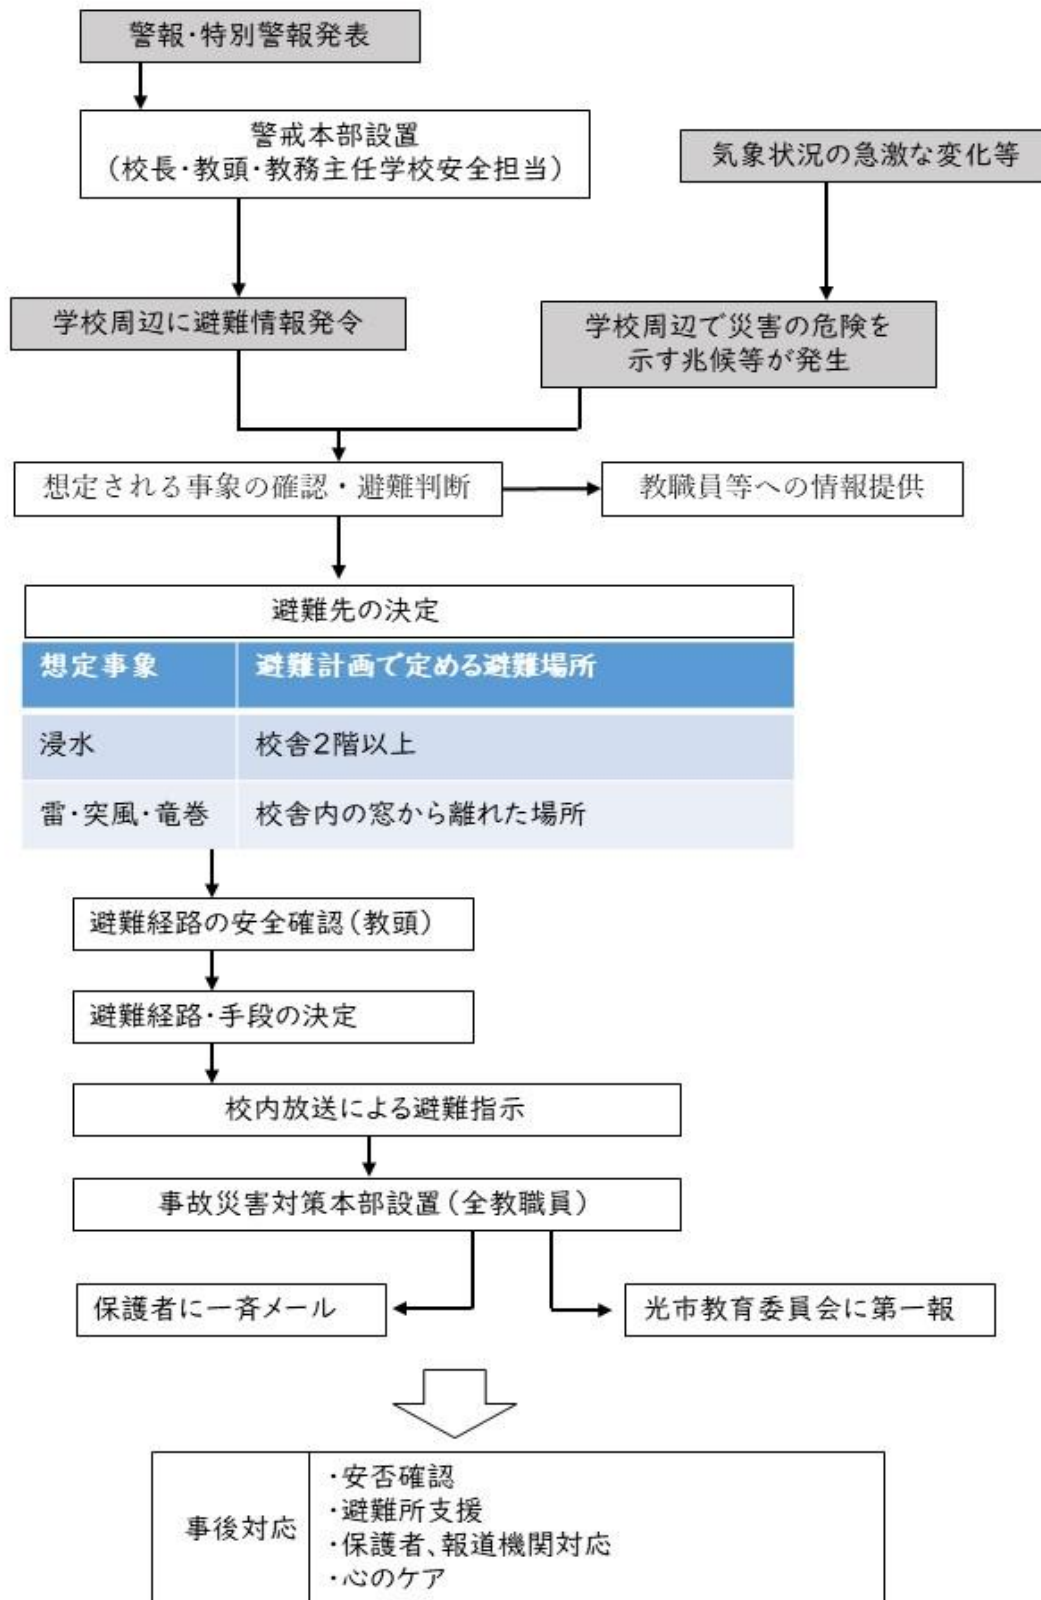 警報・特別警報発表
警戒本部設置
（校長・教頭・教務主任学校安全担当）
気象状況の急激な変化等
学校周辺に避難情報発令
学校周辺で災害の危険を
示す兆候等が発生
想定される事象の確認・避難判断
教職員等への情報提供
避難先の決定
想定事象 避難計画で定める避難場所
浸水 校舎2階以上
雷・突風・竜巻 校舎内の窓から離れた場所
避難経路の安全確認（教頭）
避難経路・手段の決定
校内放送による避難指示
事故災害対策本部設置（全教職員）
保護者に一斉メール
光市教育委員会に第一報
事後対応
・安否確認
・避難所支援
・保護者、報道機関対応
・心のケア